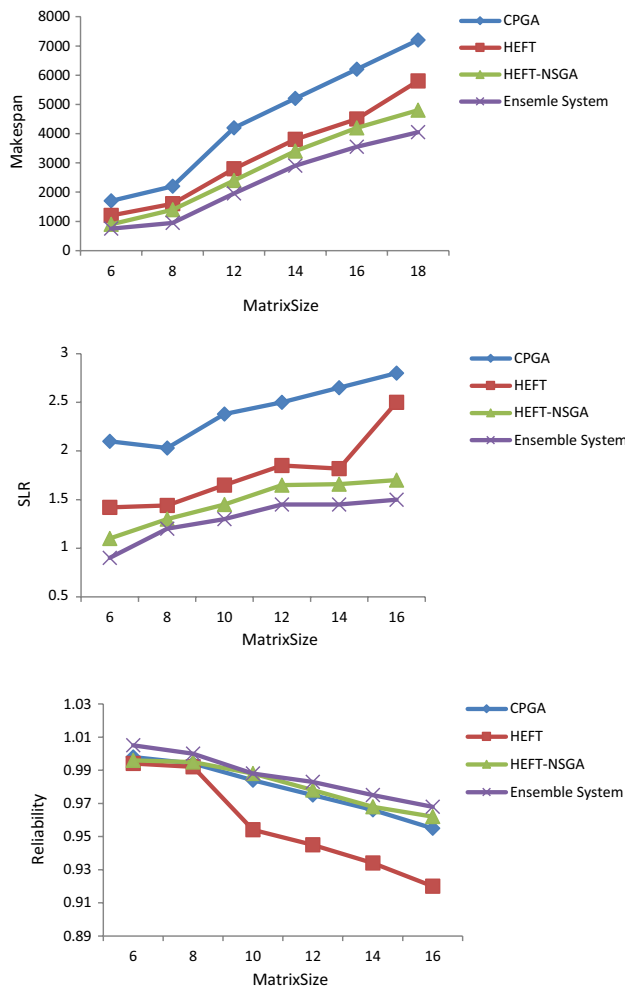 8000
7000
6000
5000
4000
3000
2000
1000
0
Makespan
6 8 12 14 16 18
MatrixSize
CPGA
HEFT
HEFT-NSGA
Ensemle System
3
2.5
2
1.5
1
0.5
SLR
6 8 10 12 14 16
MatrixSize
CPGA
HEFT
HEFT-NSGA
Ensemble System
1.03
1.01
0.99
0.97
0.95
0.93
0.91
0.89
Reliability
6 8 10 12 14 16
MatrixSize
CPGA
HEFT
HEFT-NSGA
Ensemble System